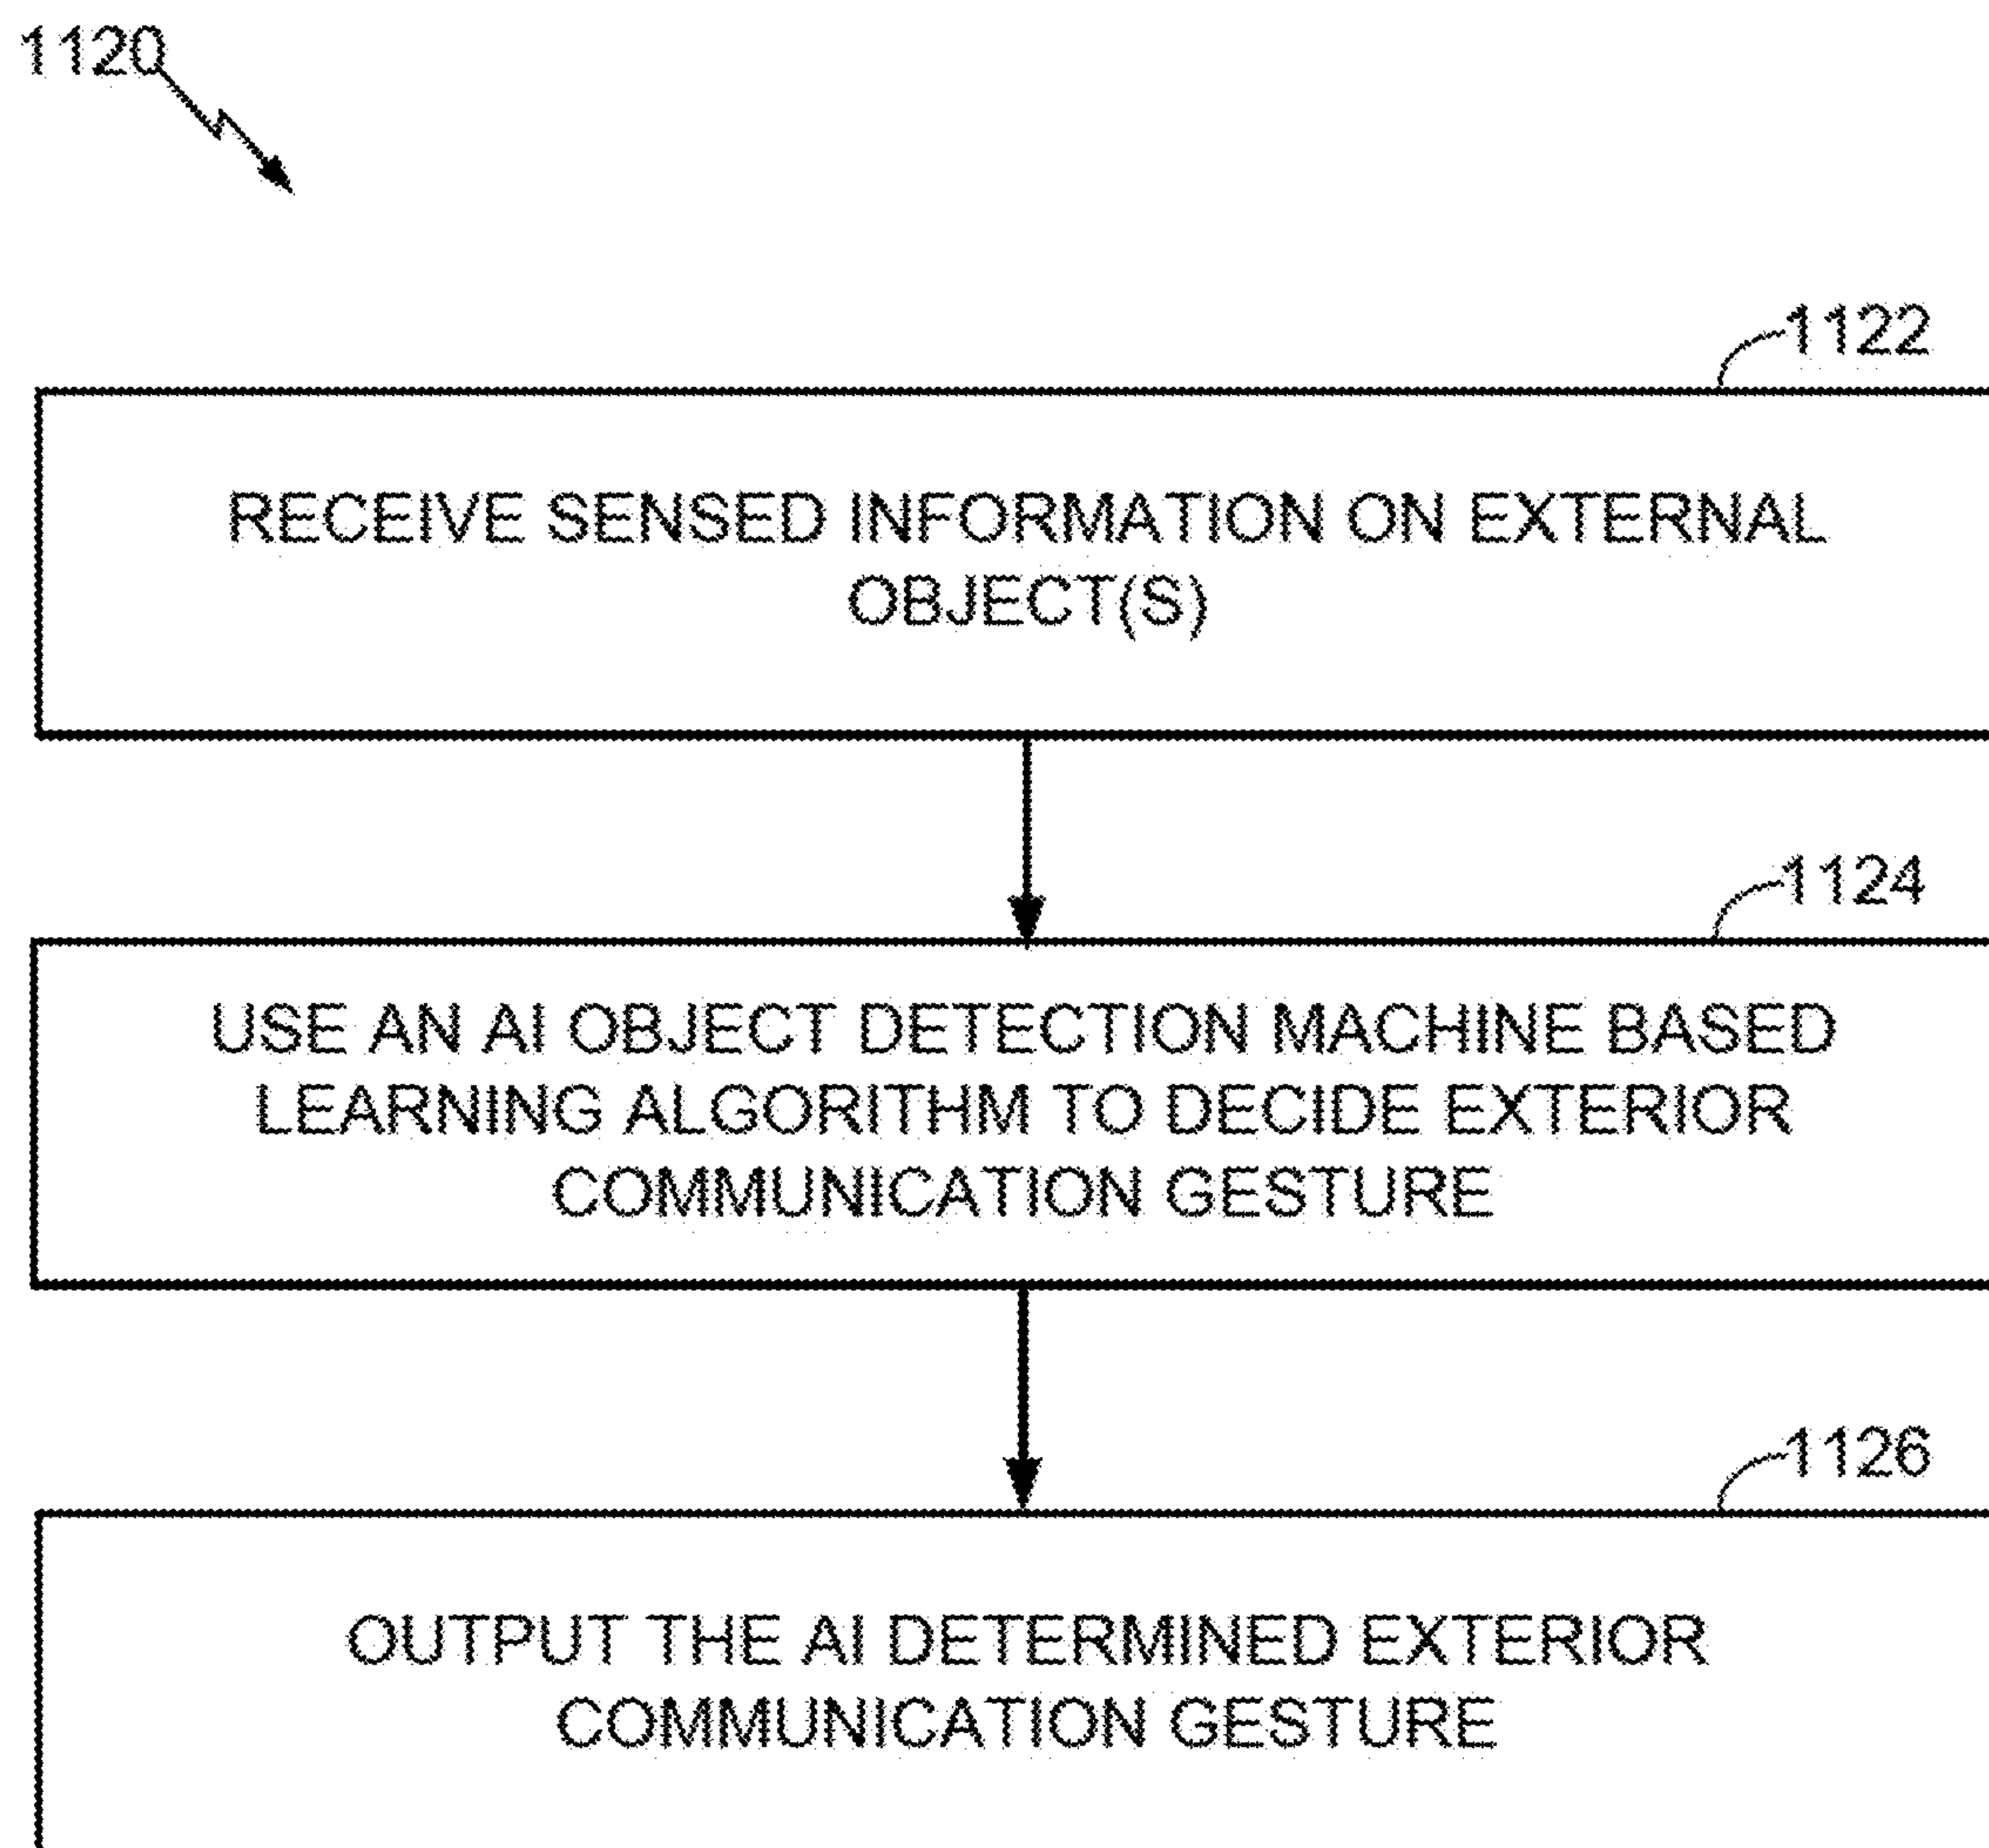 1120
1122
RECEIVE SENSED INFORMATION ON EXTERNAL
OBJECT(S)
1124
USE AN AI OBJECT DETECTION MACHINE BASED
LEARNING ALGORITHM TO DECIDE EXTERIOR
COMMUNICATION GESTURE
1126
OUTPUT THE AI DETERMINED EXTERIOR
COMMUNICATION GESTURE